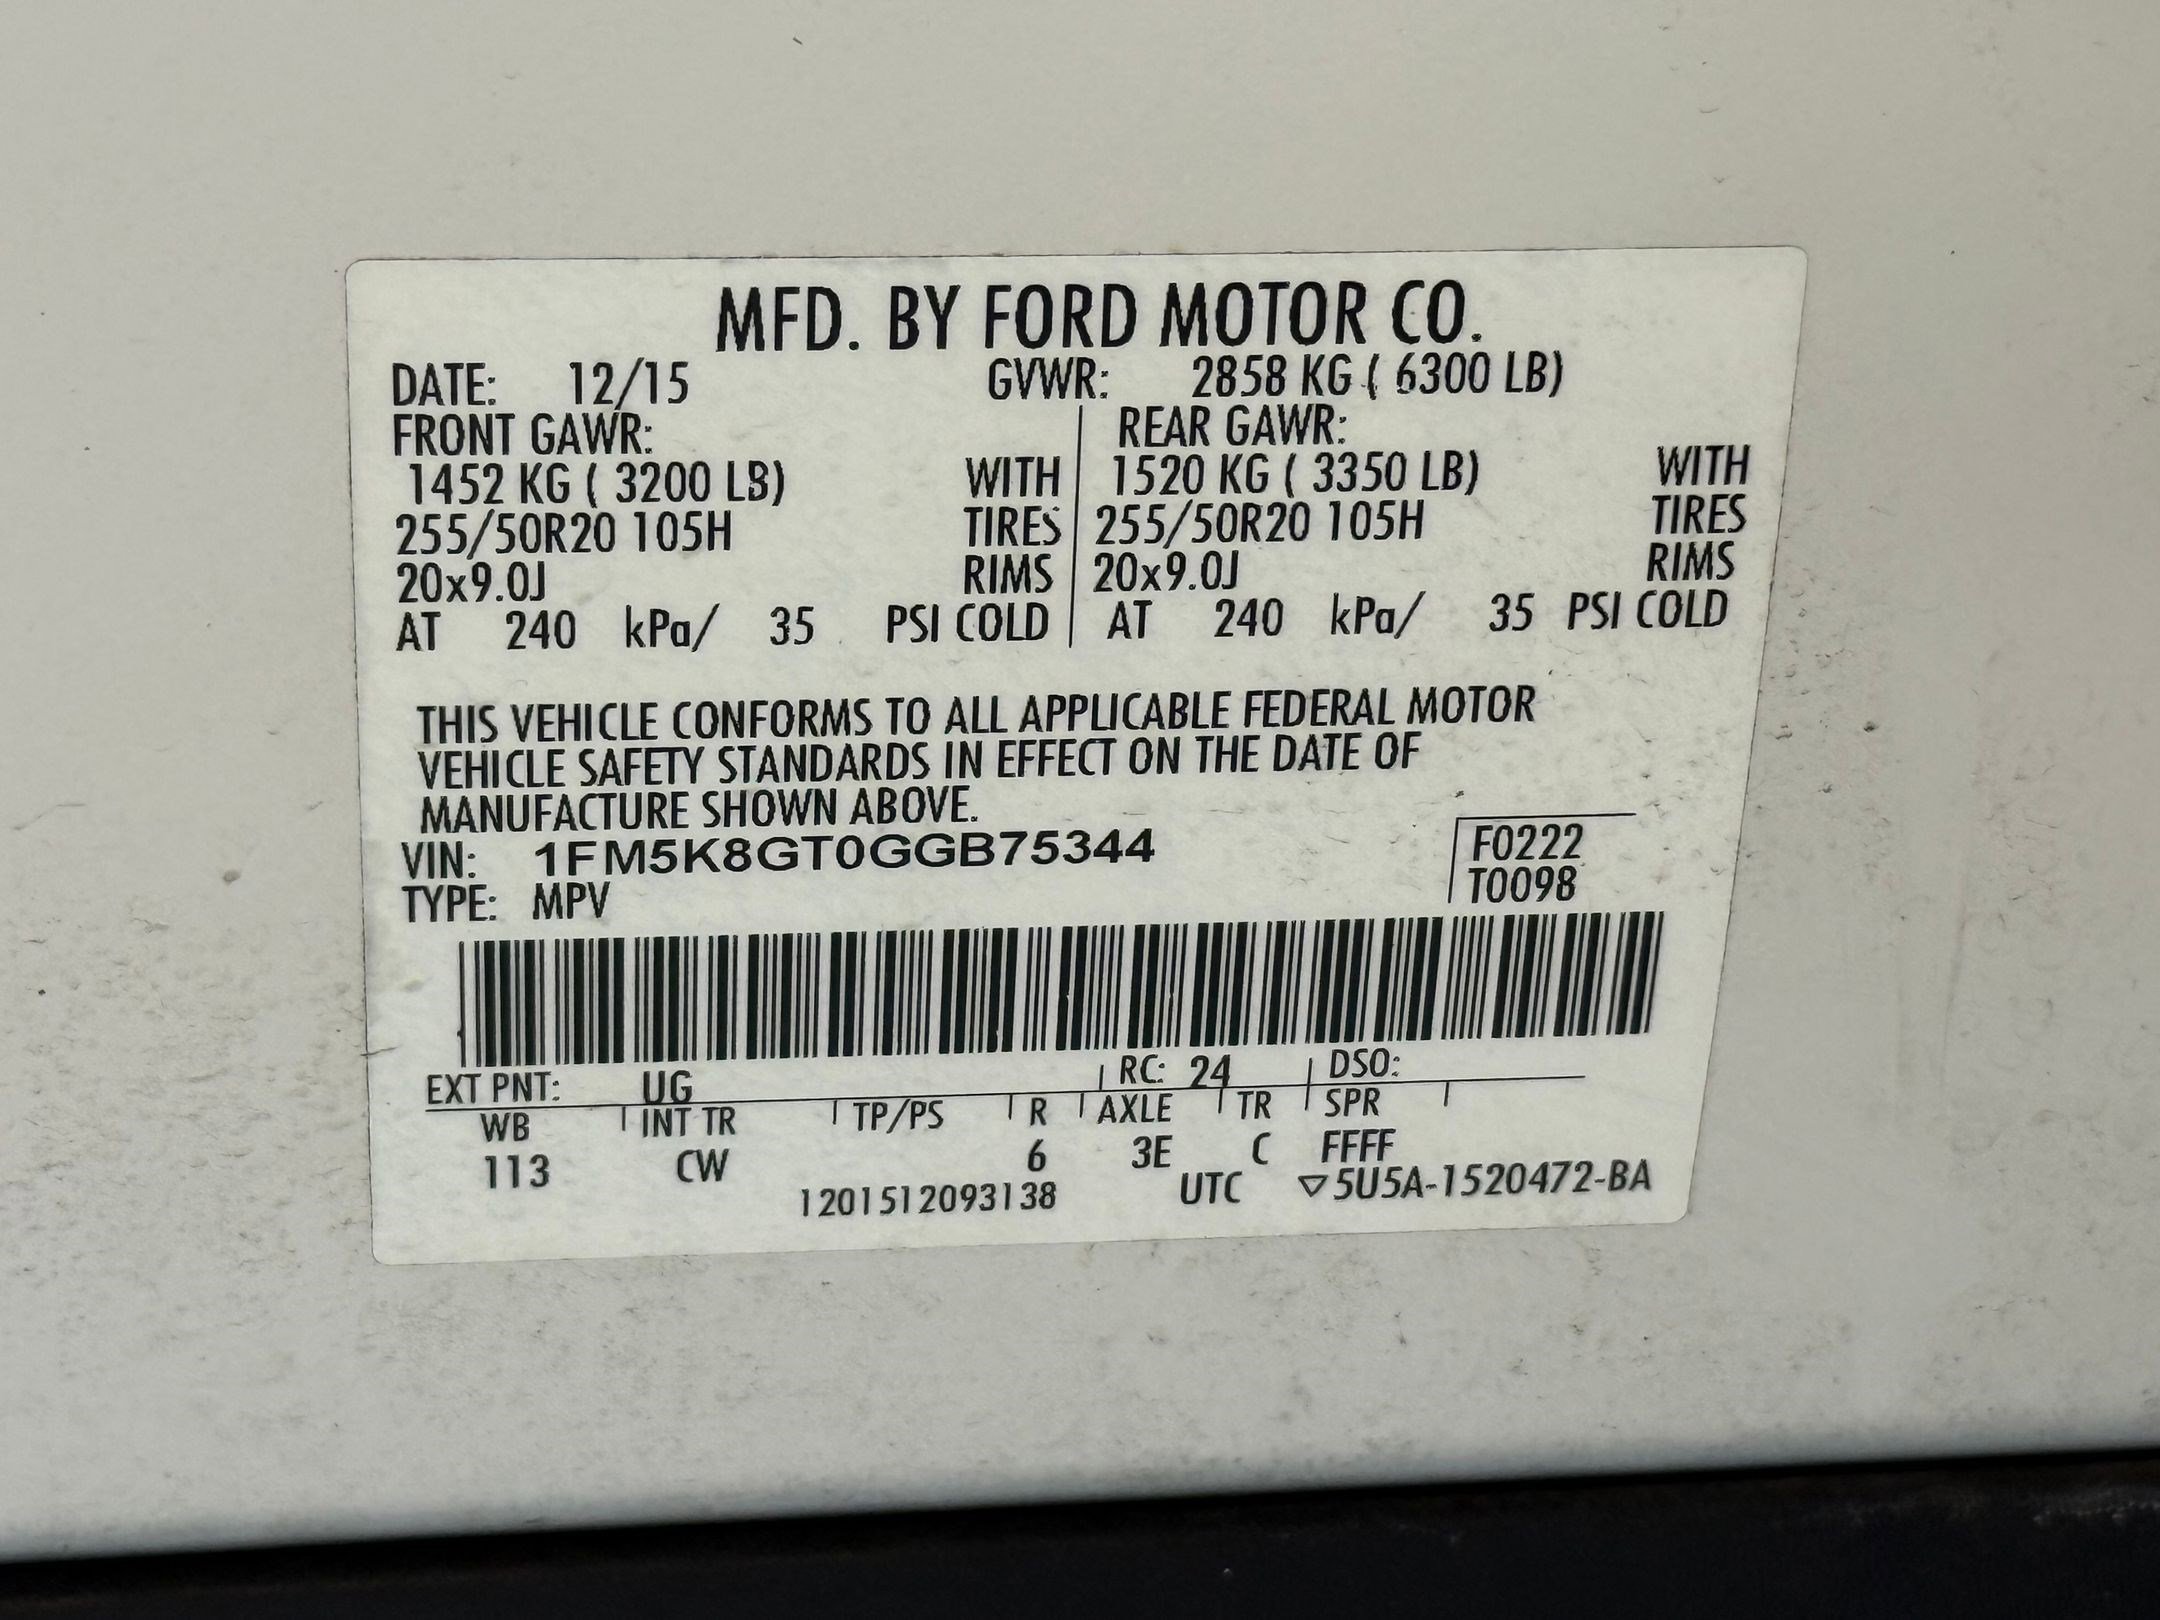 MFD. BY FORD MOTOR CO.
DATE: 12/15 GVWR: 2858 KG ( 6300 LB)
FRONT GAWR: REAR GAWR:
1452 KG ( 3200 LB) WITH 1520 KG ( 3350 LB) WITH
255/50R20 105H TIRES 255/50R20 105H TIRES
20x9.0J RIMS 20x9.0J RIMS
AT 240 kPa/ 35 PSI COLD AT 240 kPa/ 35 PSI COLD
THIS VEHICLE CONFORMS TO ALL APPLICABLE FEDERAL MOTOR
VEHICLE SAFETY STANDARDS IN EFFECT ON THE DATE OF
MANUFACTURE SHOWN ABOVE.
VIN: 1FM5K8GT0GGB75344 F0222
TYPE: MPV T0098
EXT PNT: UG RC: 24 DSO:
WB INT TR TP/PS R AXLE TR SPR
113 CW 6 3E C FFFF
1201512093138 UTC ▽5U5A-1520472-BA